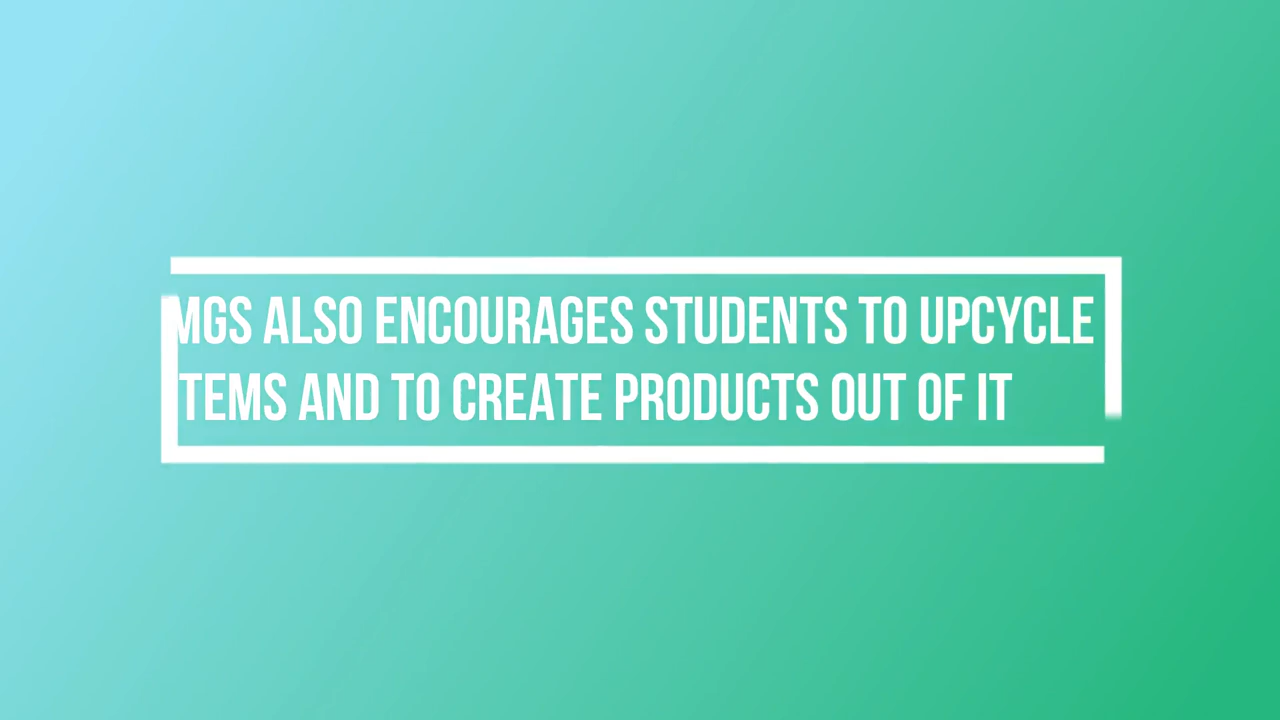 MGS ALSO ENCOURAGES STUDENTS TO UPCYCLE
TEMS AND TO CREATE PRODUCTS OUT OF IT